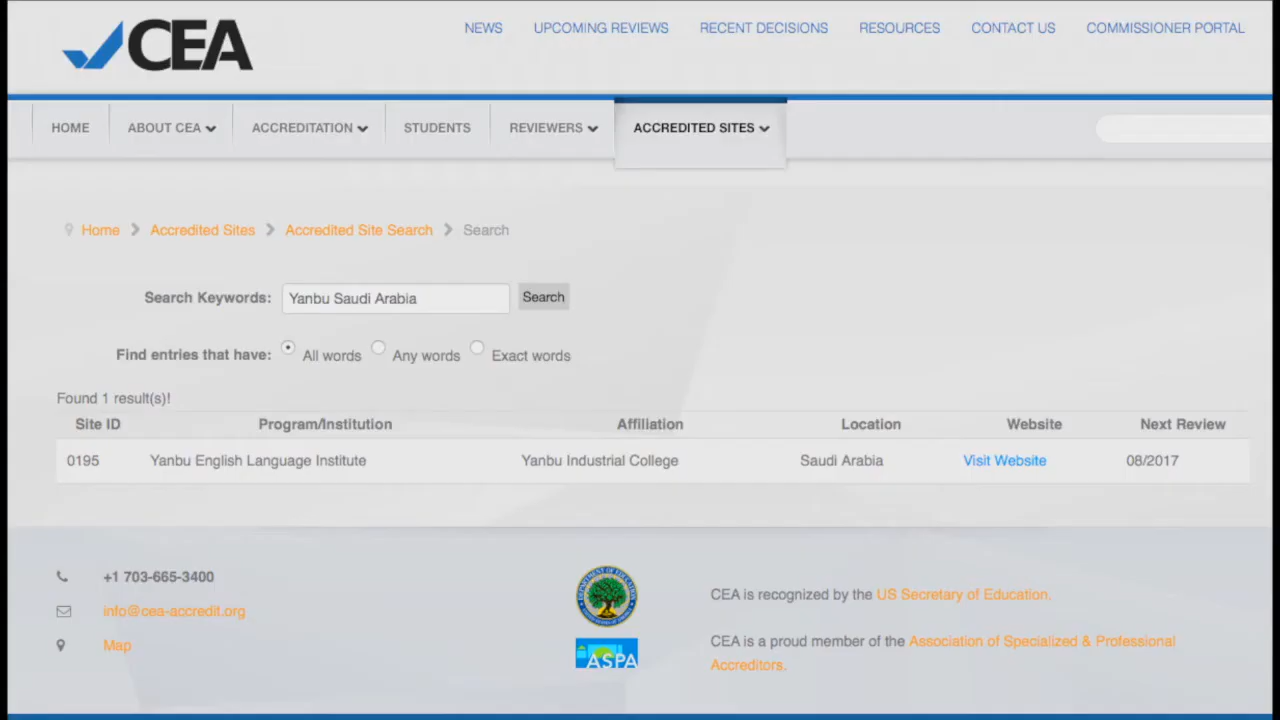 CEA
NEWS UPCOMING REVIEWS RECENT DECISIONS RESOURCES CONTACT US COMMISSIONER PORTAL
HOME ABOUT CEA ACCREDITATION STUDENTS REVIEWERS ACCREDITED SITES
Home Accredited Sites Accredited Site Search Search
Search Keywords: Yanbu Saudi Arabia Search
Find entries that have: All words Any words Exact words
Found 1 result(s)!
Site ID Program/Institution Affiliation Location Website Next Review
0195 Yanbu English Language Institute Yanbu Industrial College Saudi Arabia Visit Website 08/2017
+1 703-665-3400
info@cea-accredit.org
Map
CEA is recognized by the US Secretary of Education.
ASPA
CEA is a proud member of the Association of Specialized & Professional
Accreditors.